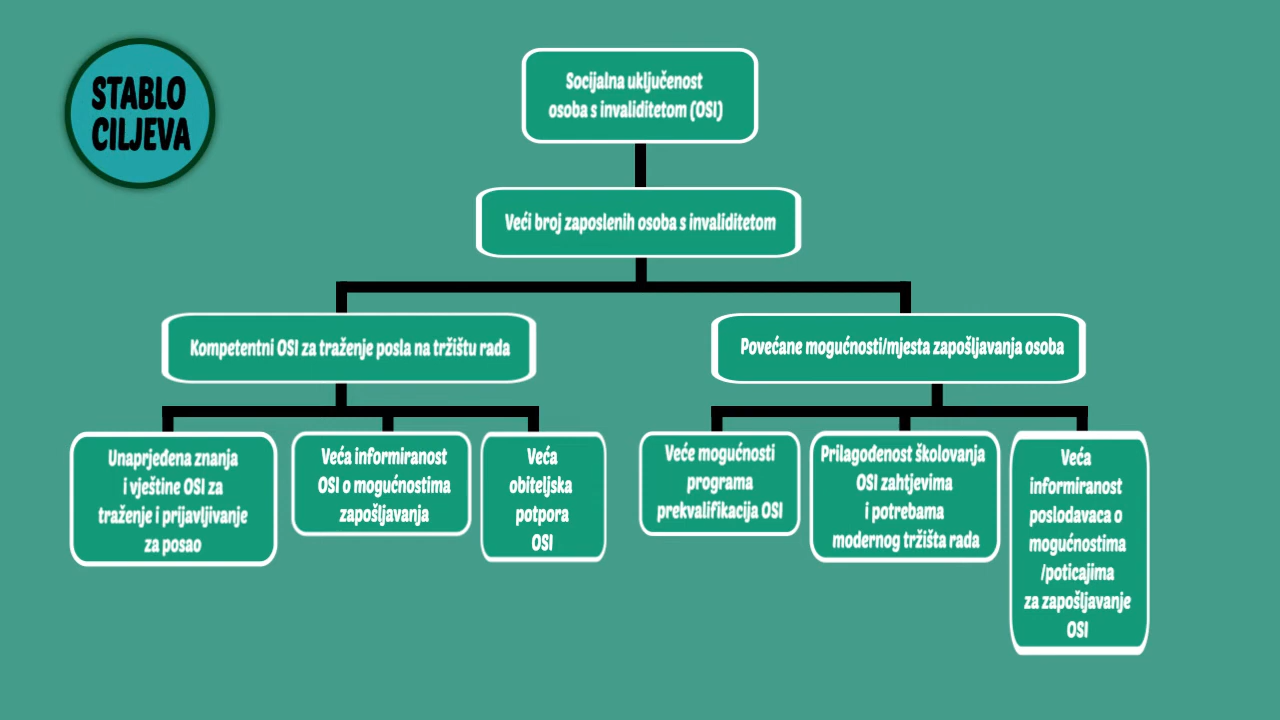 STABLO
CILJEVA
Socijalna uključenost
osoba s invaliditetom (OSI)
Veći broj zaposlenih osoba s invaliditetom
Kompetentni OSI za traženje posla na tržištu rada
Povećane mogućnosti/mjesta zapošljavanja osoba
Unaprjeđena znanja
i vještine OSI za
traženje i prijavljivanje
za posao
Veća informiranost
OSI o mogućnostima
zapošljavanja
Veća
obiteljska
potpora
OSI
Veće mogućnosti
programa
prekvalifikacija OSI
Prilagođenost školovanja
OSI zahtjevima
i potrebama
modernog tržišta rada
Veća
informiranost
poslodavaca o
mogućnostima
/poticajima
za zapošljavanje
OSI